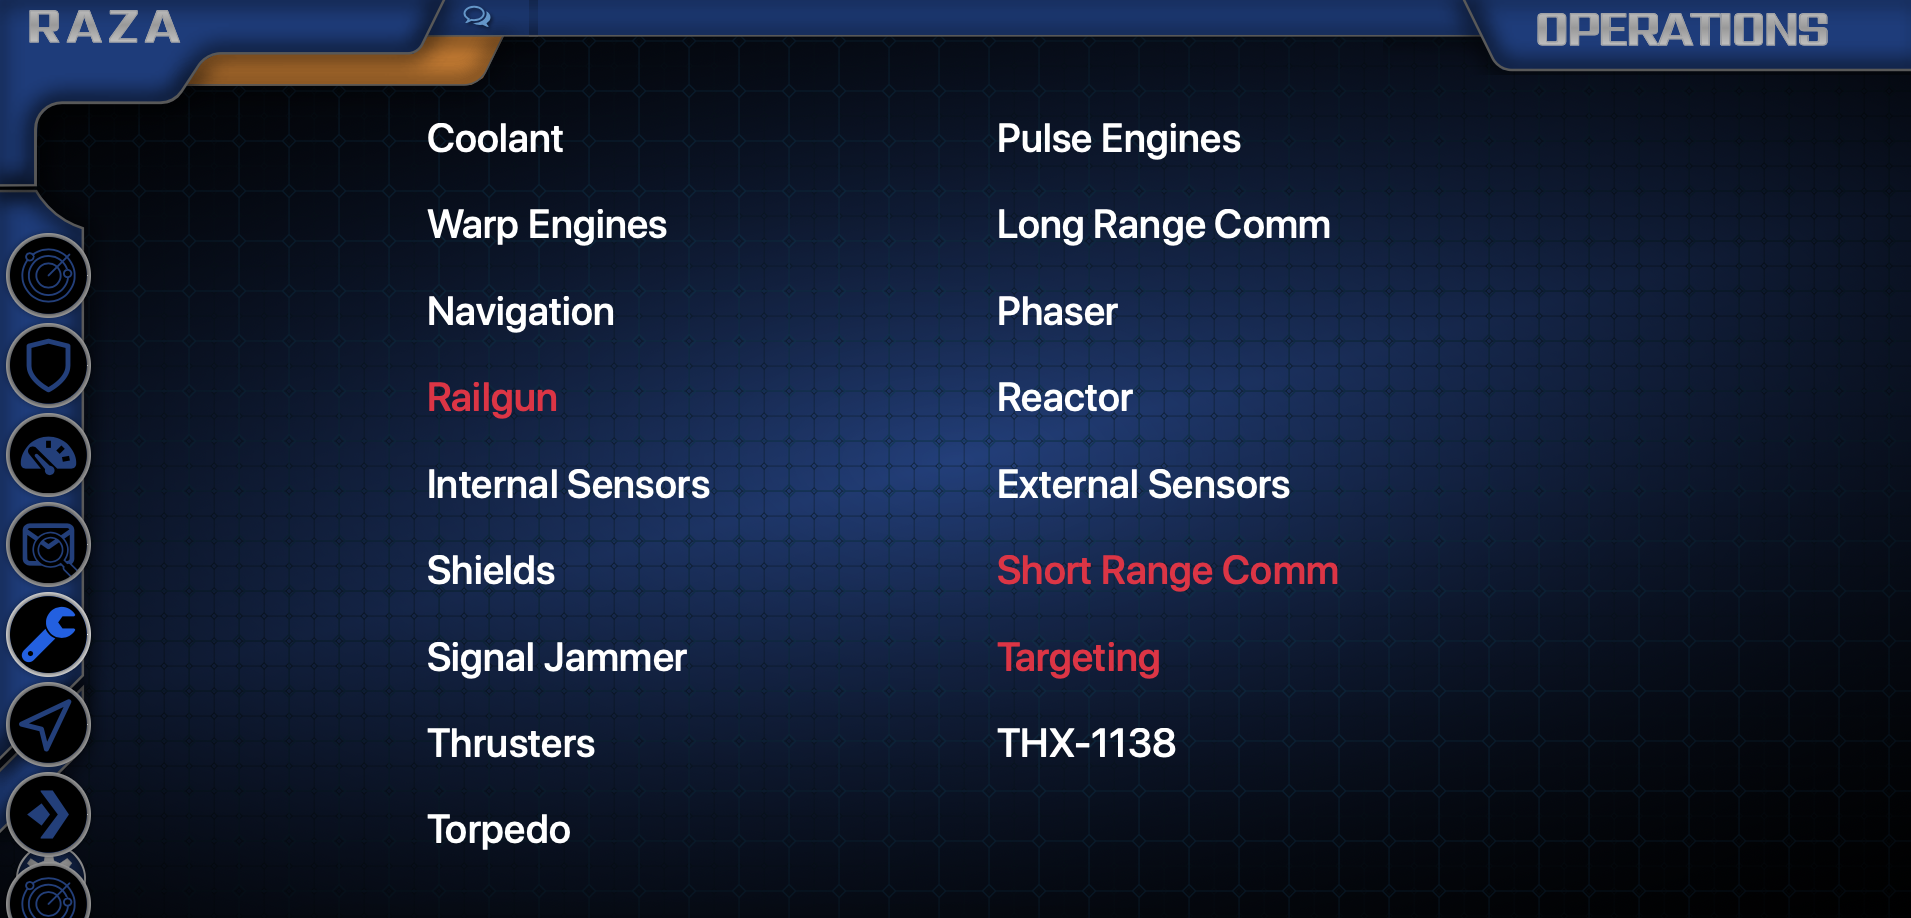 RAZA
OPERATIONS
Coolant
Pulse Engines
Warp Engines
Long Range Comm
Navigation
Phaser
Railgun
Reactor
Internal Sensors
External Sensors
Shields
Short Range Comm
Signal Jammer
Targeting
Thrusters
THX-1138
Torpedo